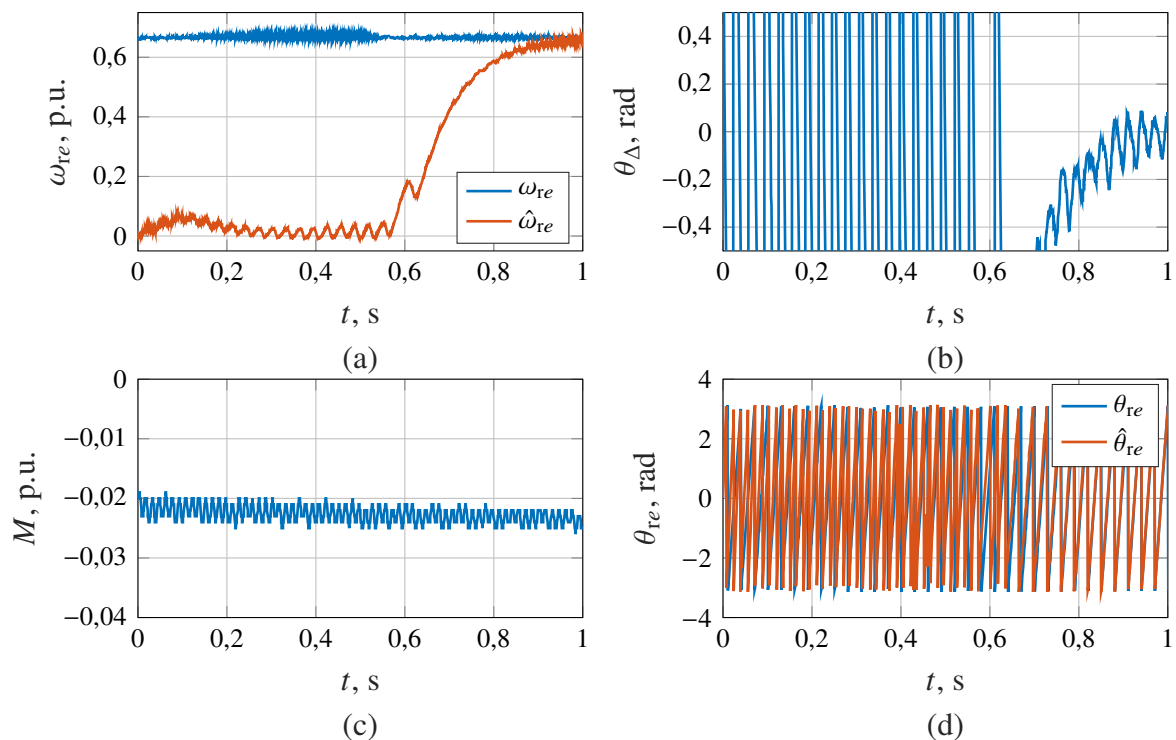 0.6
0.4
0,2
0
ω_re, p.u.
ω_re
ω̂_re
0 0,2 0,4 0,6 0,8 1
t, s
(a)
0.4
0.2
0
−0.2
−0.4
θ_Δ, rad
0 0,2 0,4 0,6 0,8 1
t, s
(b)
0
−0,01
−0,02
−0,03
−0,04
M, p.u.
0 0,2 0,4 0,6 0,8 1
t, s
(c)
4
2
0
−2
−4
θ_re, rad
θ_re
θ̂_re
0 0,2 0,4 0,6 0,8 1
t, s
(d)